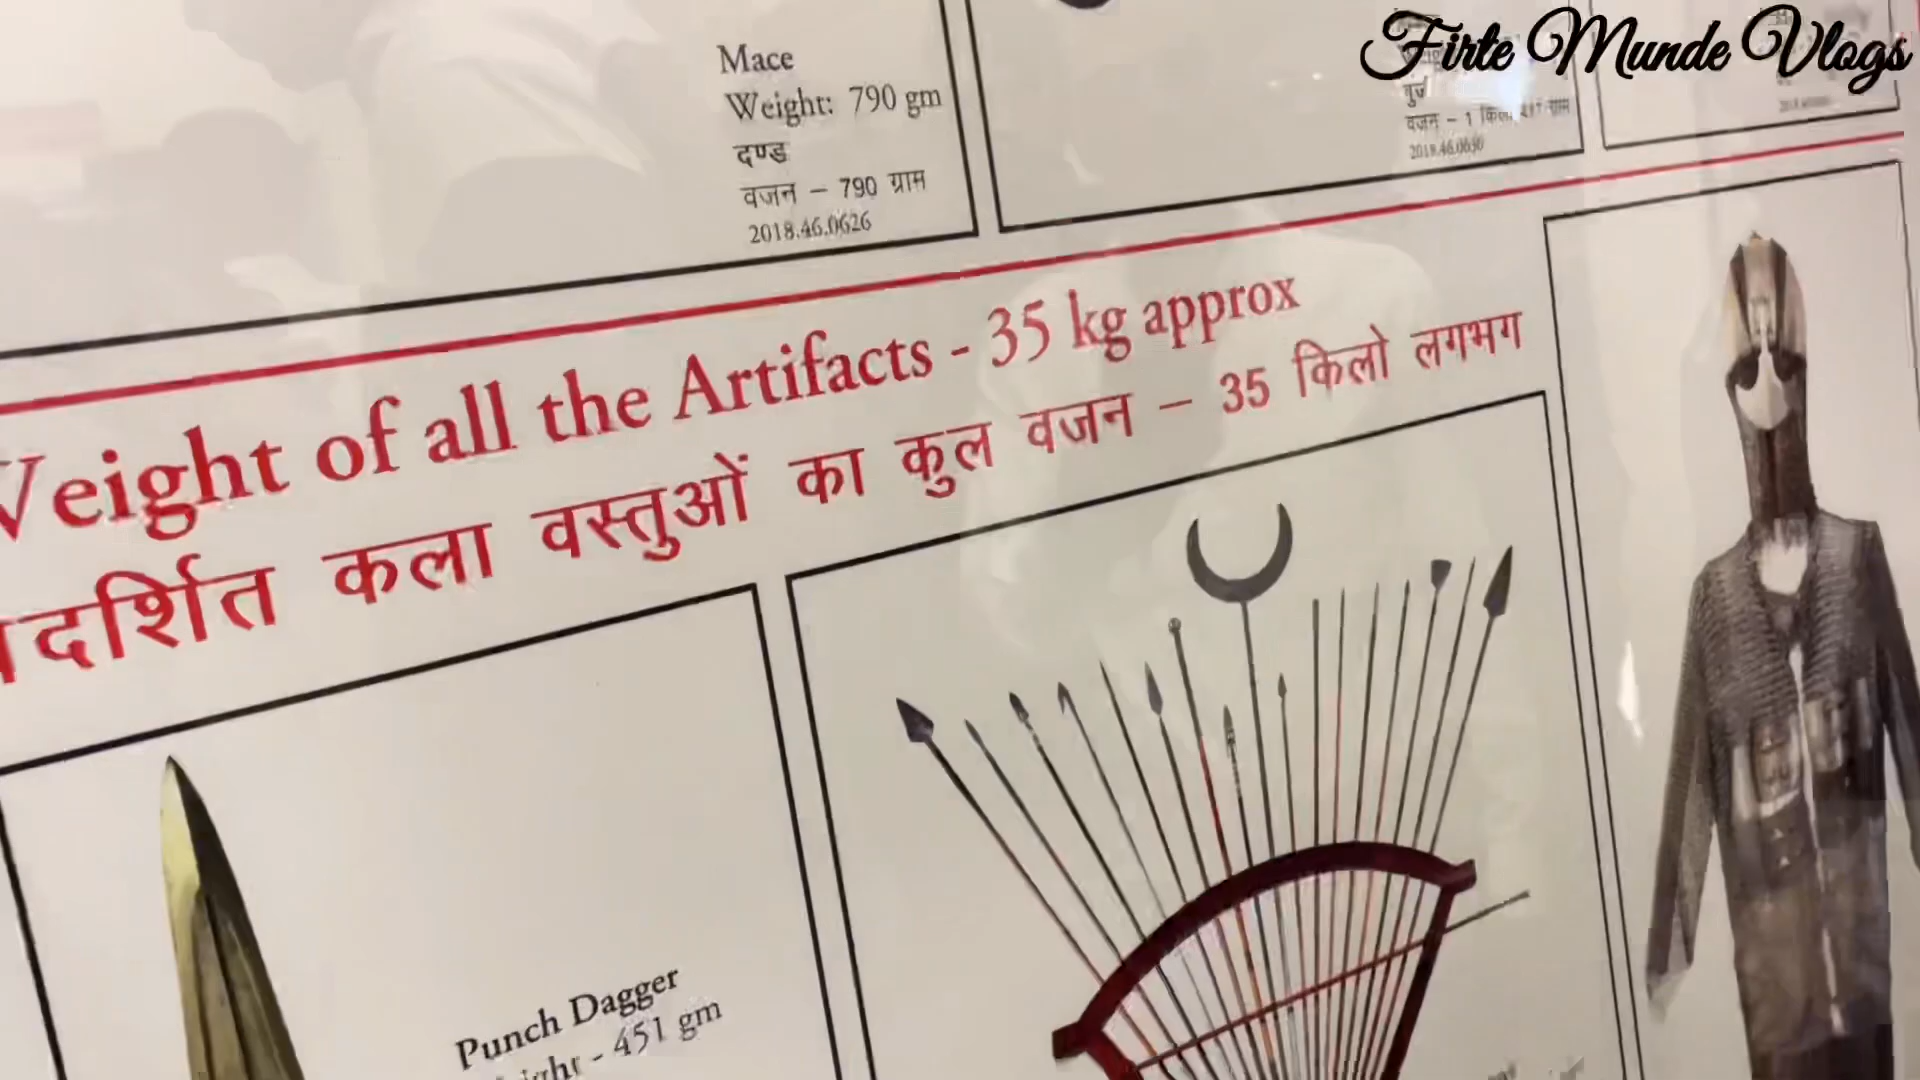 Firte Munde Vlogs
Mace
Weight: 790 gm
दण्ड
वजन – 790 ग्राम
2018.46.0626
गुर्ज
वजन – 1 ग्राम
2018.46.0630
Weight of all the Artifacts - 35 kg approx
प्रदर्शित कला वस्तुओं का कुल वजन – 35 किलो लगभग
Punch Dagger
- 451 gm